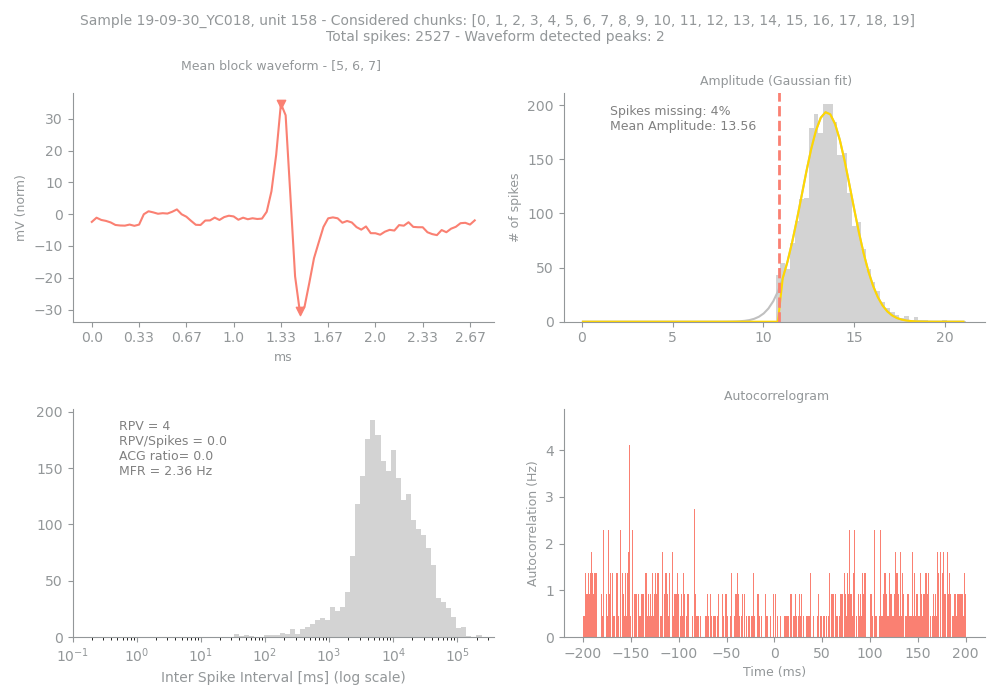 Sample 19-09-30_YC018, unit 158 - Considered chunks: [0, 1, 2, 3, 4, 5, 6, 7, 8, 9, 10, 11, 12, 13, 14, 15, 16, 17, 18, 19]
Total spikes: 2527 - Waveform detected peaks: 2
Mean block waveform - [5, 6, 7]
mV (norm)
30
20
10
0
−10
−20
−30
0.0 0.33 0.67 1.0 1.33 1.67 2.0 2.33 2.67
ms
Amplitude (Gaussian fit)
Spikes missing: 4%
Mean Amplitude: 13.56
# of spikes
200
150
100
50
0
0 5 10 15 20
RPV = 4
RPV/Spikes = 0.0
ACG ratio= 0.0
MFR = 2.36 Hz
200
150
100
50
0
10⁻¹ 10⁰ 10¹ 10² 10³ 10⁴ 10⁵
Inter Spike Interval [ms] (log scale)
Autocorrelogram
Autocorrelation (Hz)
4
3
2
1
0
−200 −150 −100 −50 0 50 100 150 200
Time (ms)